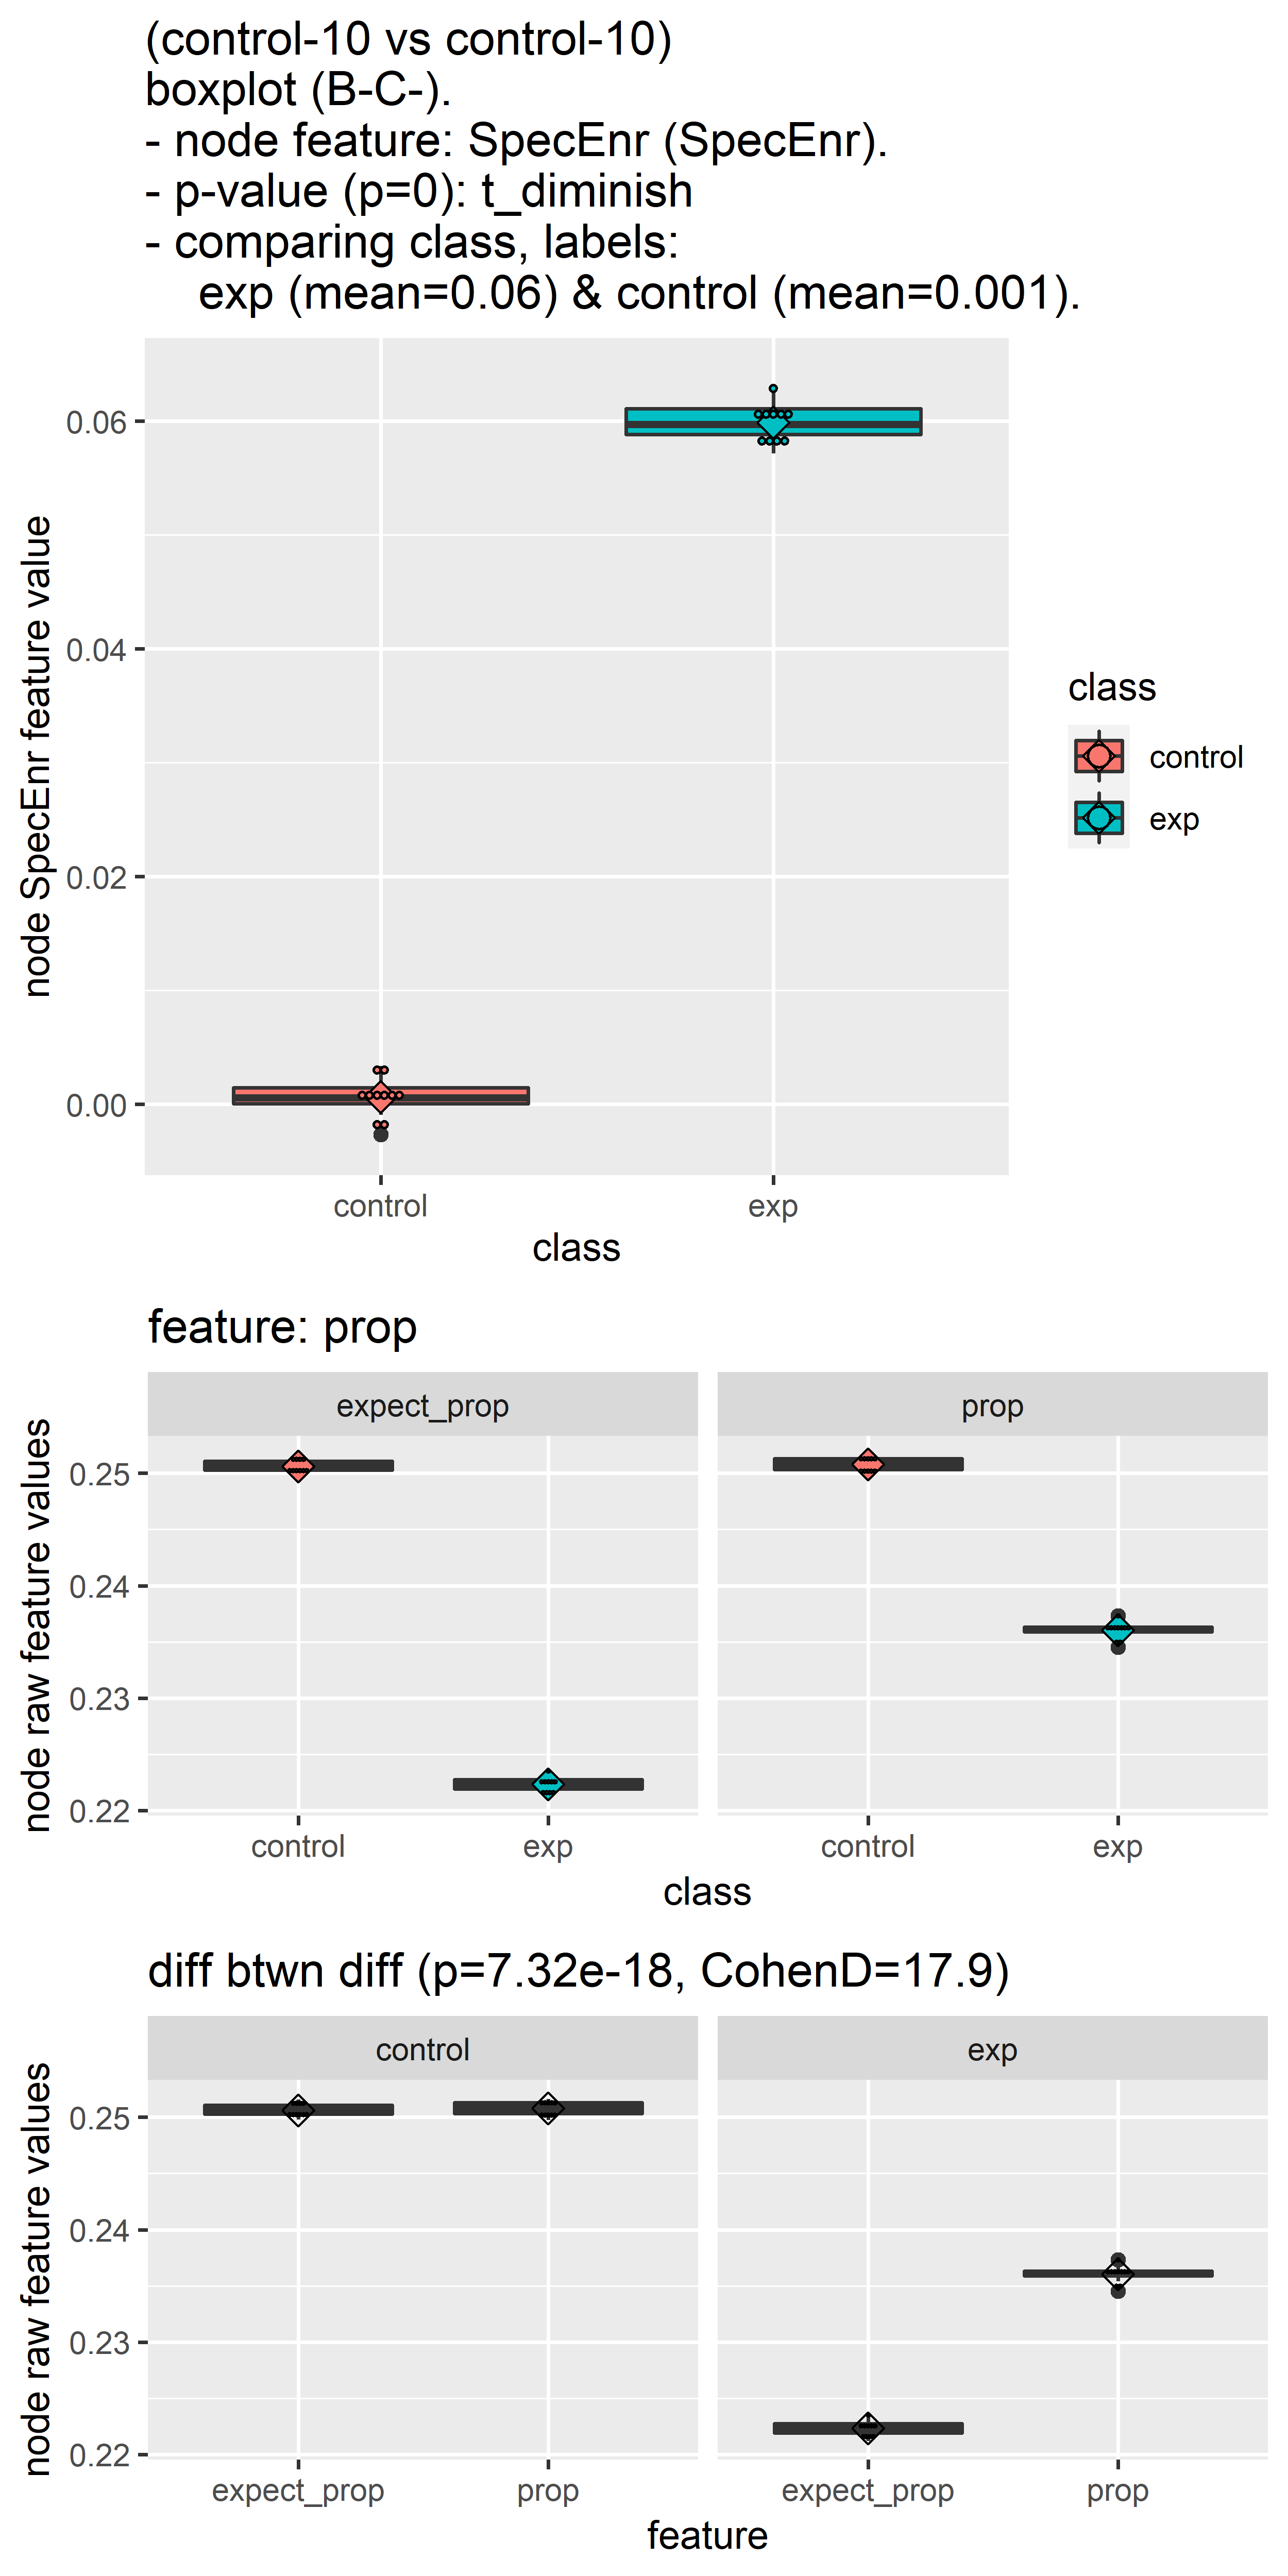 (control-10 vs control-10)
boxplot (B-C-).
- node feature: SpecEnr (SpecEnr).
- p-value (p=0): t_diminish
- comparing class, labels:
exp (mean=0.06) & control (mean=0.001).
node SpecEnr feature value
0.06
0.04
0.02
0.00
control
exp
class
class
control
exp
feature: prop
expect_prop
prop
node raw feature values
0.25
0.24
0.23
0.22
control
exp
control
exp
class
diff btwn diff (p=7.32e-18, CohenD=17.9)
control
exp
node raw feature values
0.25
0.24
0.23
0.22
expect_prop
prop
expect_prop
prop
feature